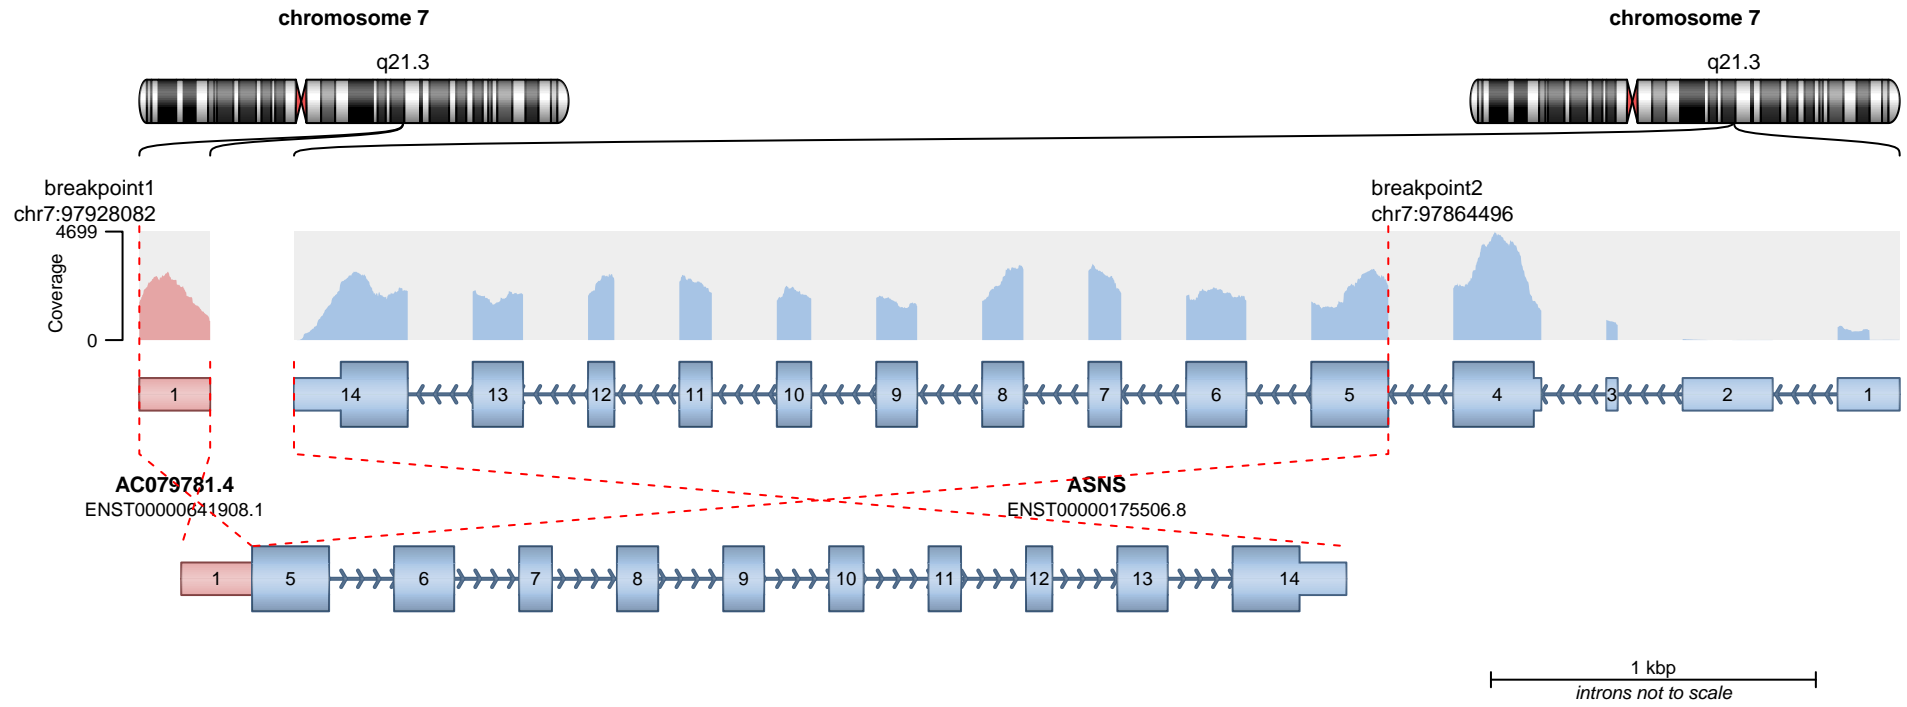 chromosome 7
chromosome 7
q21.3
q21.3
breakpoint1
chr7:97928082
breakpoint2
chr7:97864496
4699
Coverage
0
1
14
13
12
11
10
9
8
7
6
5
4
3
2
1
AC079781.4
ENST00000641908.1
ASNS
ENST00000175506.8
1
5
6
7
8
9
10
11
12
13
14
1 kbp
introns not to scale